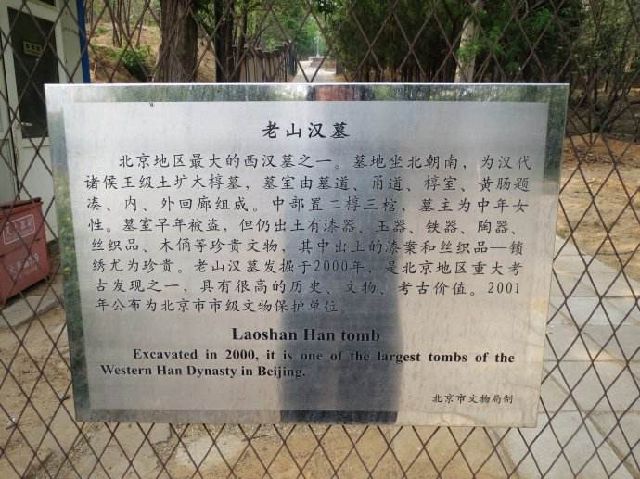 老山汉墓
北京地区最大的西汉墓之一。墓地坐北朝南，为汉代
诸侯王级土圹大椁墓，墓室由墓道、甬道、椁室、黄肠题
凑、内、外回廊组成。中部置二椁三棺，墓主为中年女
性。墓室早年被盗，但仍出土有漆器、玉器、铁器、陶器、
丝织品、木俑等珍贵文物，其中出土的漆案和丝织品—锁
绣尤为珍贵。老山汉墓发掘于2000年，是北京地区重大考
古发现之一，具有很高的历史、文物、考古价值。2001
年公布为北京市市级文物保护单位。
Laoshan Han tomb
Excavated in 2000, it is one of the largest tombs of the
Western Han Dynasty in Beijing.
北京市文物局制